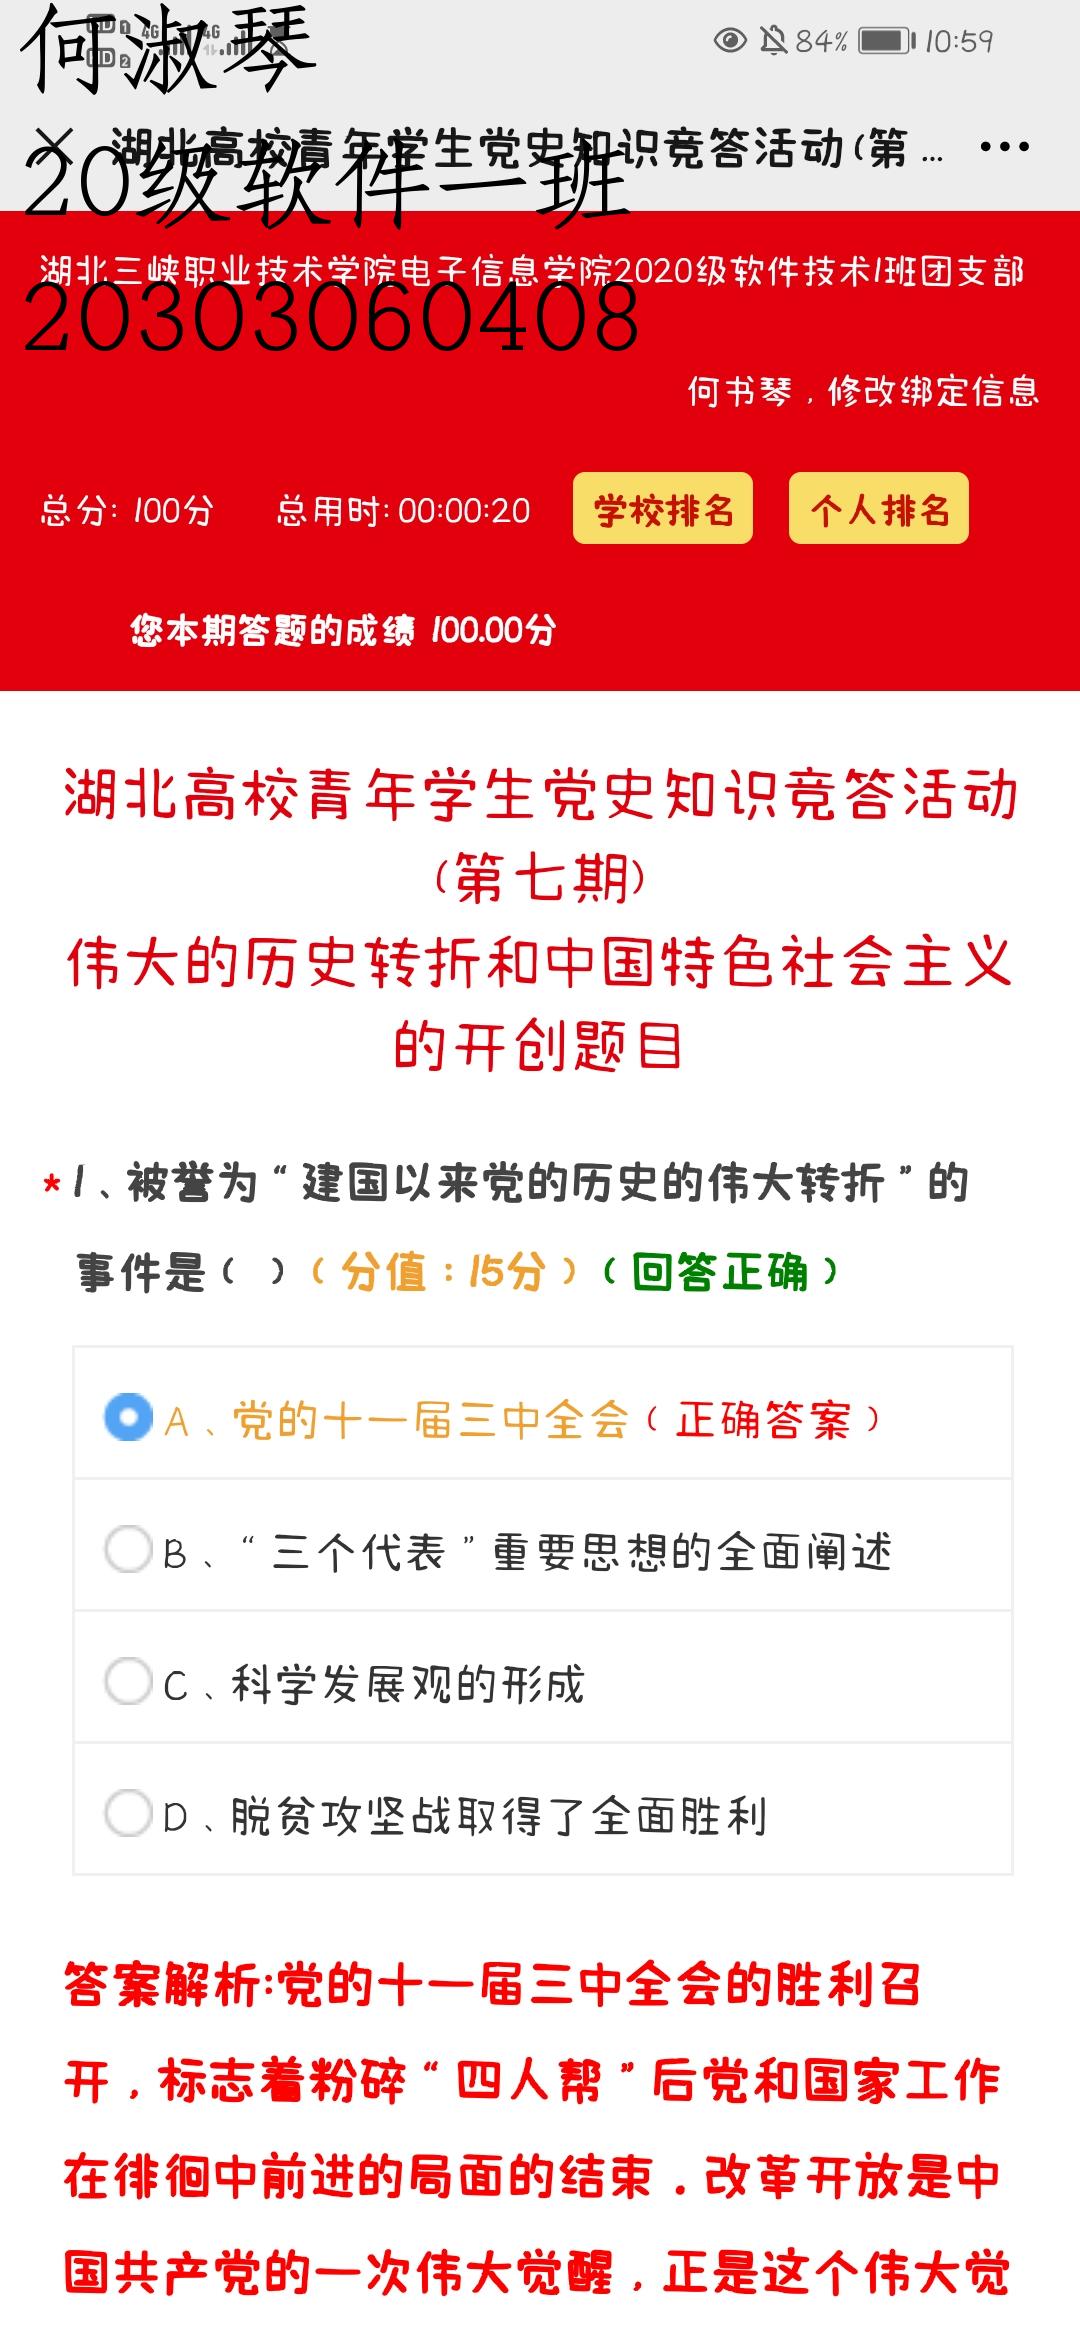 何淑琴
84% 10:59
湖北高校青年学生党史知识竞答活动(第...
20级软件一班
湖北三峡职业技术学院电子信息学院2020级软件技术1班团支部
20303060408
何书琴，修改绑定信息
总分: 100分 总用时: 00:00:20 学校排名 个人排名
您本期答题的成绩 100.00分
湖北高校青年学生党史知识竞答活动
(第七期)
伟大的历史转折和中国特色社会主义
的开创题目
*1、被誉为“建国以来党的历史的伟大转折”的
事件是（ ）（分值：15分）（回答正确）
A、党的十一届三中全会（正确答案）
B、“三个代表”重要思想的全面阐述
C、科学发展观的形成
D、脱贫攻坚战取得了全面胜利
答案解析:党的十一届三中全会的胜利召
开，标志着粉碎“四人帮”后党和国家工作
在徘徊中前进的局面的结束．改革开放是中
国共产党的一次伟大觉醒，正是这个伟大觉